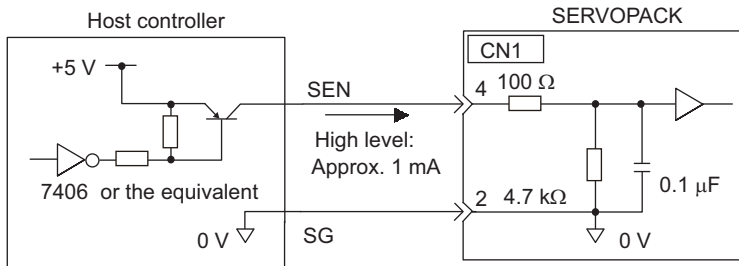 Host controller
SERVOPACK
CN1
+5 V
SEN
4
100 Ω
High level:
Approx. 1 mA
7406 or the equivalent
0.1 μF
2
4.7 kΩ
0 V
SG
0 V